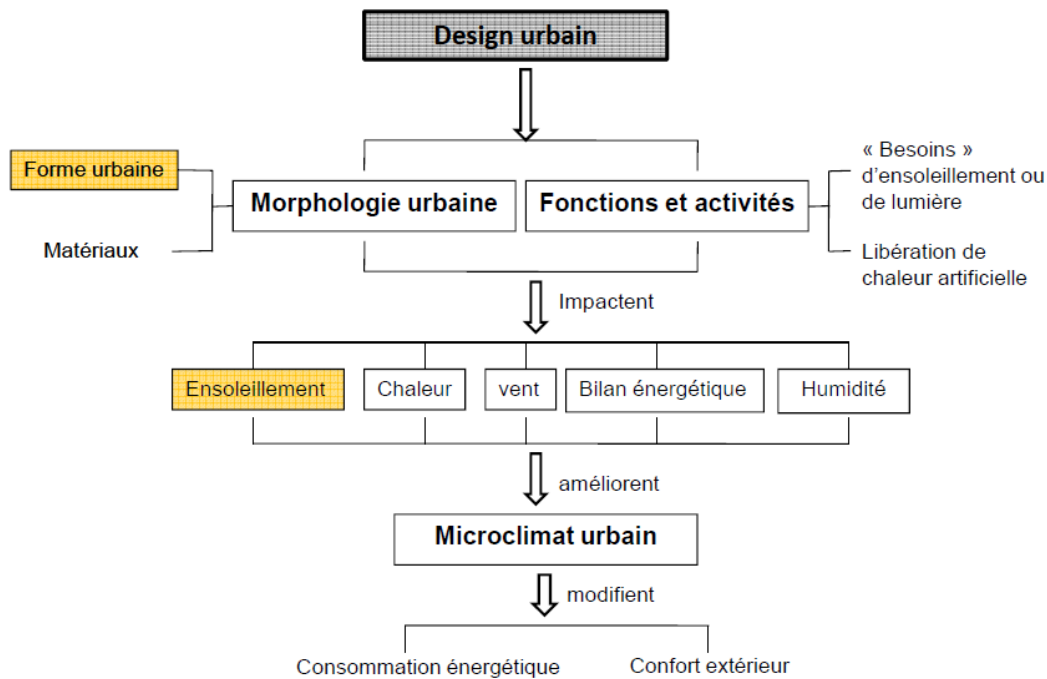 Design urbain
Forme urbaine
Matériaux
Morphologie urbaine
Fonctions et activités
« Besoins »
d’ensoleillement ou
de lumière
Libération de
chaleur artificielle
Impactent
Ensoleillement
Chaleur
vent
Bilan énergétique
Humidité
améliorent
Microclimat urbain
modifient
Consommation énergétique
Confort extérieur